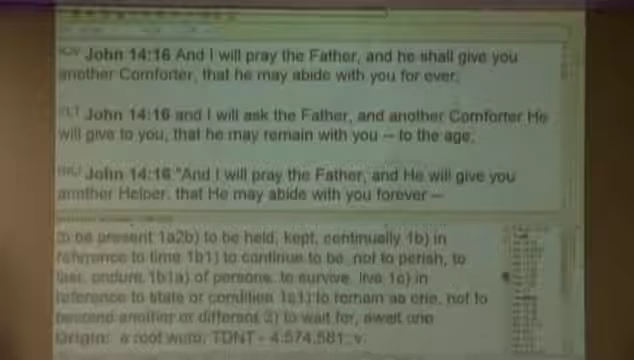 KJV John 14:16 And I will pray the Father, and he shall give you
another Comforter, that he may abide with you for ever;
YLT John 14:16 and I will ask the Father, and another Comforter He
will give to you, that he may remain with you -- to the age;
NKJ John 14:16 "And I will pray the Father, and He will give you
another Helper, that He may abide with you forever --
to be present 1a2b) to be held, kept, continually 1b) in
reference to time 1b1) to continue to be, not to perish, to
last, endure 1b1a) of persons, to survive, live 1c) in
reference to state or condition 1c1) to remain as one, not to
become another or different 2) to wait for, await one
Origin: a root word; TDNT - 4:574,581; v